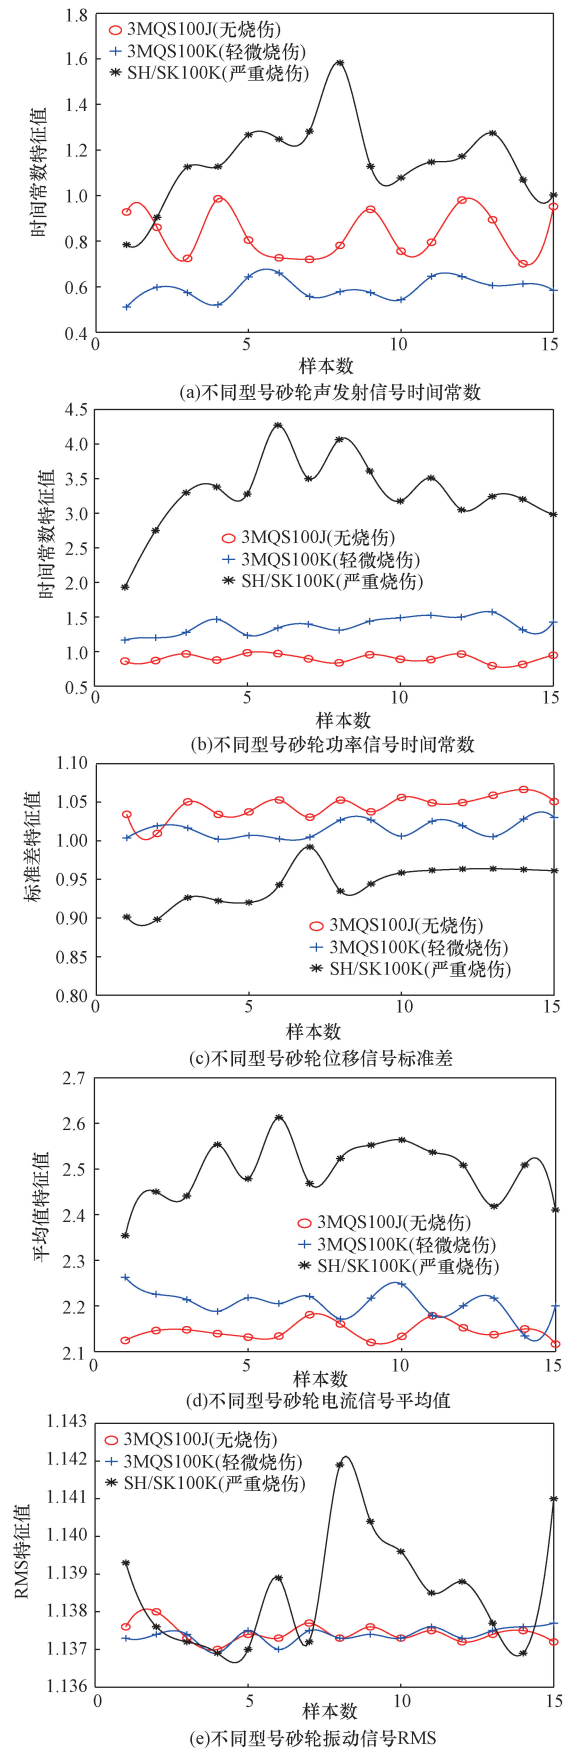 1.8
1.6
1.4
1.2
1.0
0.8
0.6
0.4
时间常数特征值
3MQS100J(无烧伤)
3MQS100K(轻微烧伤)
SH/SK100K(严重烧伤)
0 5 10 15
样本数
(a)不同型号砂轮声发射信号时间常数
4.5
4.0
3.5
3.0
2.5
2.0
1.5
1.0
0.5
时间常数特征值
3MQS100J(无烧伤)
3MQS100K(轻微烧伤)
SH/SK100K(严重烧伤)
0 5 10 15
样本数
(b)不同型号砂轮功率信号时间常数
1.10
1.05
1.00
0.95
0.90
0.85
0.80
标准差特征值
3MQS100J(无烧伤)
3MQS100K(轻微烧伤)
SH/SK100K(严重烧伤)
0 5 10 15
样本数
(c)不同型号砂轮位移信号标准差
2.7
2.6
2.5
2.4
2.3
2.2
2.1
平均值特征值
3MQS100J(无烧伤)
3MQS100K(轻微烧伤)
SH/SK100K(严重烧伤)
0 5 10 15
样本数
(d)不同型号砂轮电流信号平均值
1.143
1.142
1.141
1.140
1.139
1.138
1.137
1.136
RMS特征值
3MQS100J(无烧伤)
3MQS100K(轻微烧伤)
SH/SK100K(严重烧伤)
0 5 10 15
样本数
(e)不同型号砂轮振动信号RMS